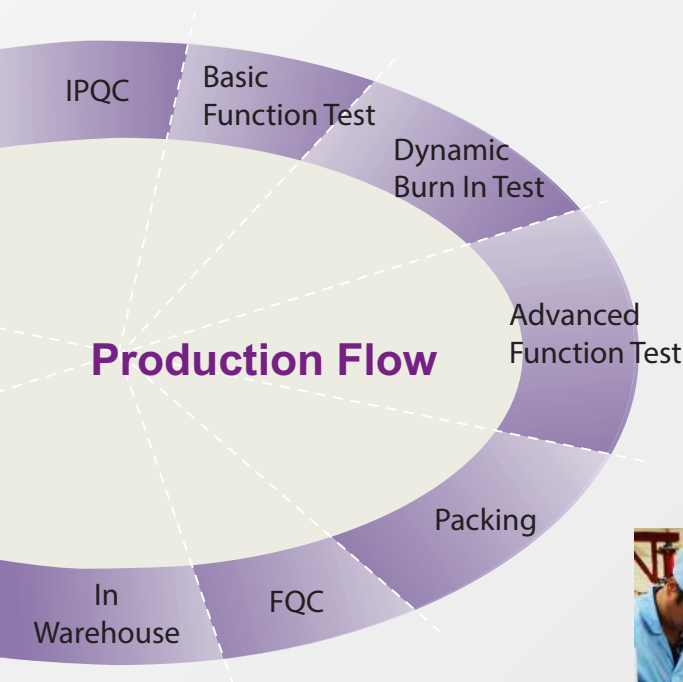 IPQC
Basic
Function Test
Dynamic
Burn In Test
Advanced
Function Test
Production Flow
Packing
FQC
In
Warehouse